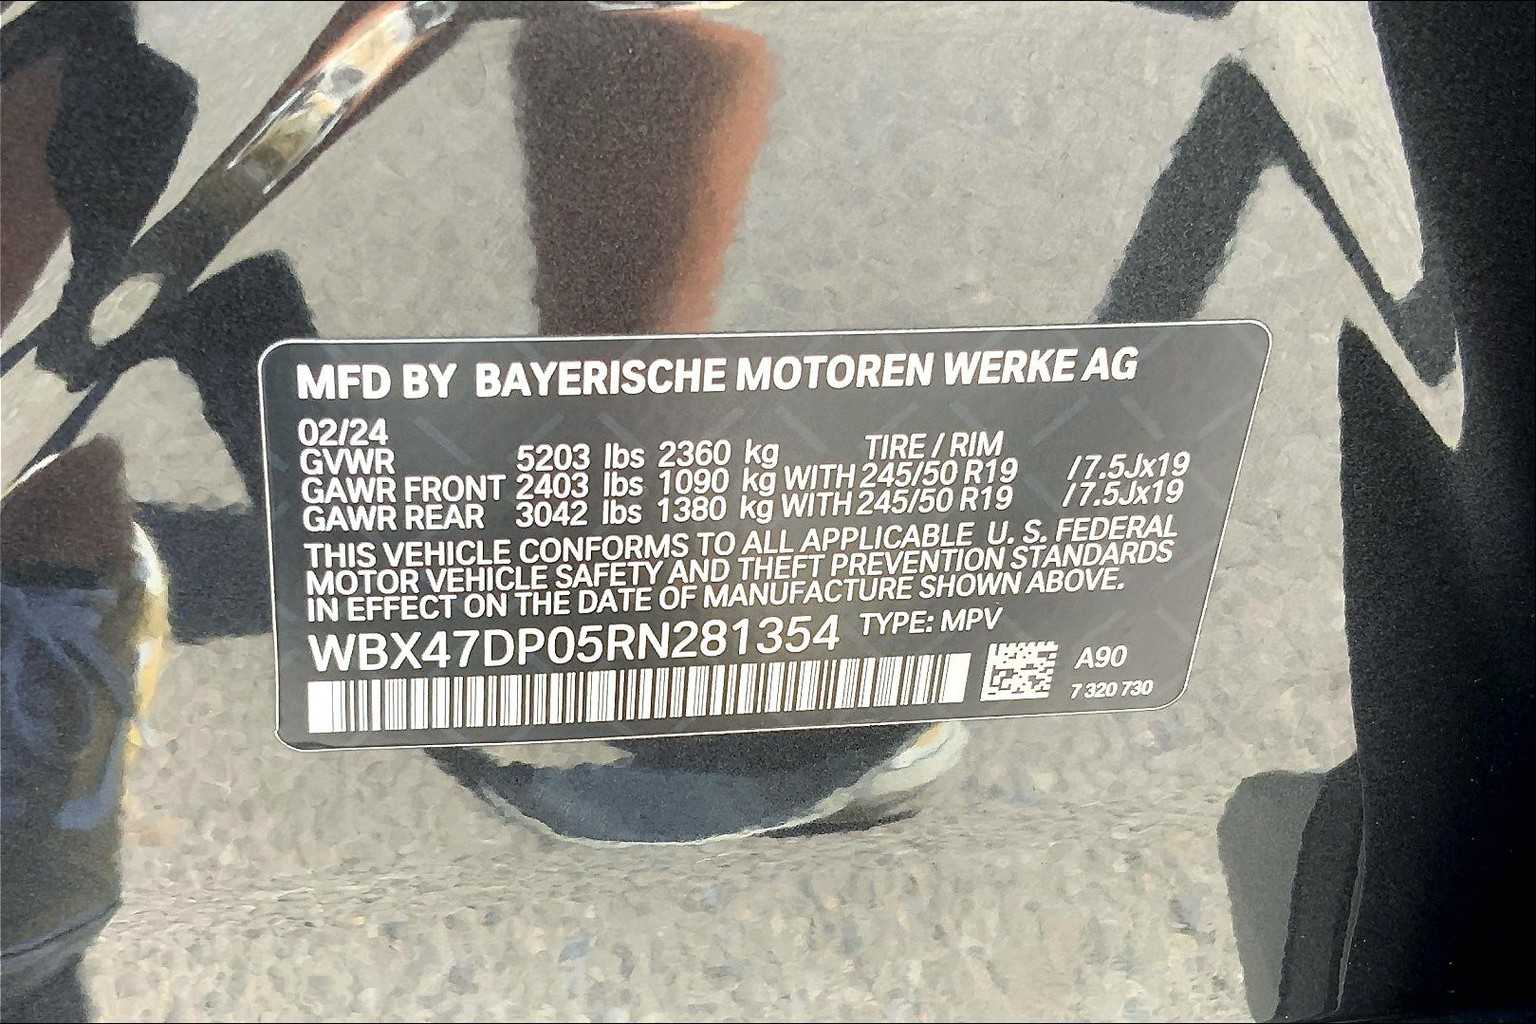 MFD BY BAYERISCHE MOTOREN WERKE AG
02/24
GVWR 5203 lbs 2360 kg TIRE / RIM
GAWR FRONT 2403 lbs 1090 kg WITH 245/50 R19 /7.5Jx19
GAWR REAR 3042 lbs 1380 kg WITH 245/50 R19 /7.5Jx19
THIS VEHICLE CONFORMS TO ALL APPLICABLE U. S. FEDERAL
MOTOR VEHICLE SAFETY AND THEFT PREVENTION STANDARDS
IN EFFECT ON THE DATE OF MANUFACTURE SHOWN ABOVE.
WBX47DP05RN281354 TYPE: MPV
A90
7 320 730